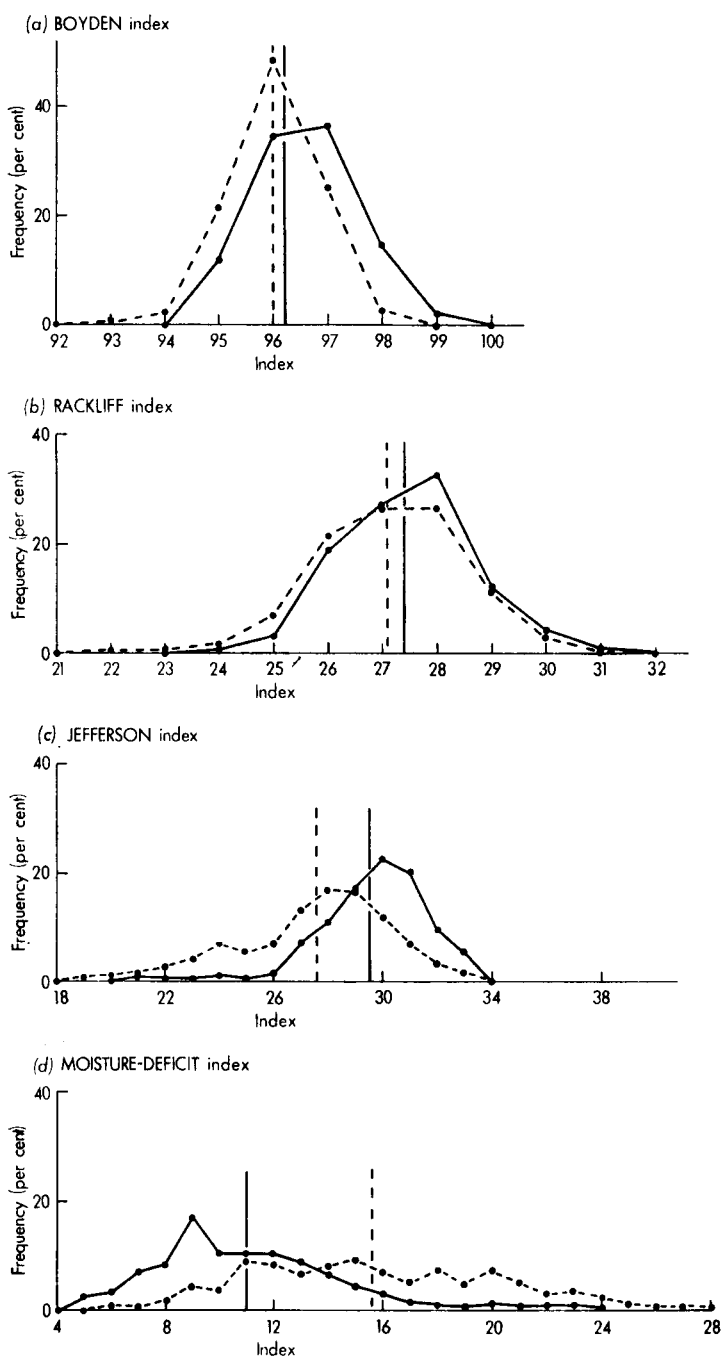 (a) BOYDEN index
Frequency (per cent)
40
20
0
92 93 94 95 96 97 98 99 100
Index
(b) RACKLIFF index
Frequency (per cent)
40
20
0
21 22 23 24 25 26 27 28 29 30 31 32
Index
(c) JEFFERSON index
Frequency (per cent)
40
20
0
18 22 26 30 34 38
Index
(d) MOISTURE-DEFICIT index
Frequency (per cent)
40
20
0
4 8 12 16 20 24 28
Index